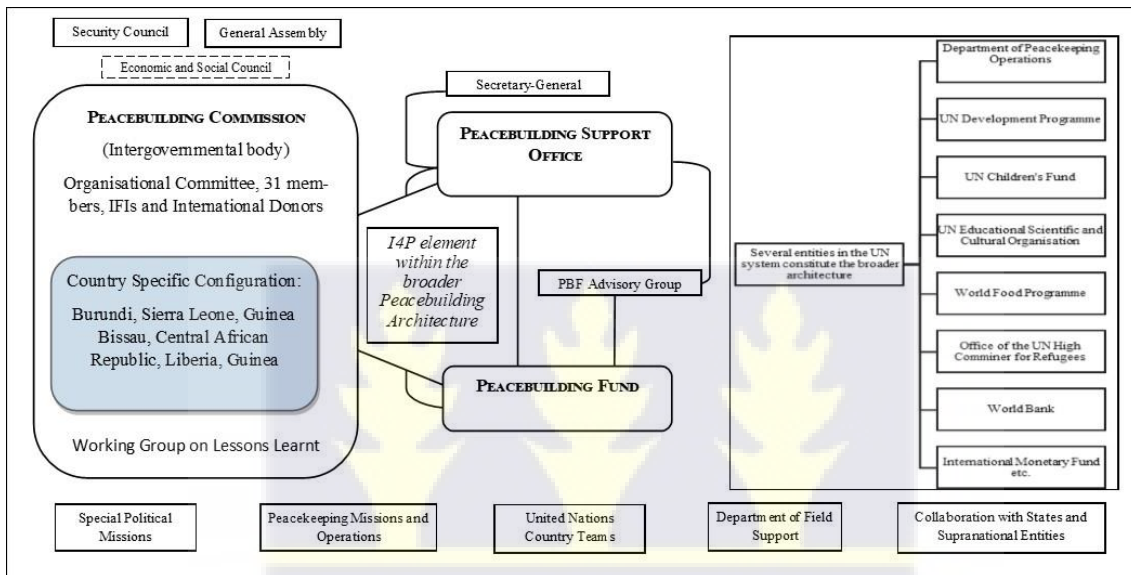 Security Council
General Assembly
Economic and Social Council
PEACEBUILDING COMMISSION
(Intergovernmental body)
Organisational Committee, 31 mem-
bers, IFIs and International Donors
Country Specific Configuration:
Burundi, Sierra Leone, Guinea
Bissau, Central African
Republic, Liberia, Guinea
Working Group on Lessons Learnt
Secretary-General
PEACEBUILDING SUPPORT
OFFICE
I4P element
within the
broader
Peacebuilding
Architecture
PBF Advisory Group
PEACEBUILDING FUND
Several entities in the UN
system constitute the broader
architecture
Department of Peacekeeping
Operations
UN Development Programme
UN Children's Fund
UN Educational Scientific and
Cultural Organisation
World Food Programme
Office of the UN High
Comminer for Refugees
World Bank
International Monetary Fund
etc.
Special Political
Missions
Peacekeeping Missions and
Operations
United Nations
Country Teams
Department of Field
Support
Collaboration with States and
Supranational Entities